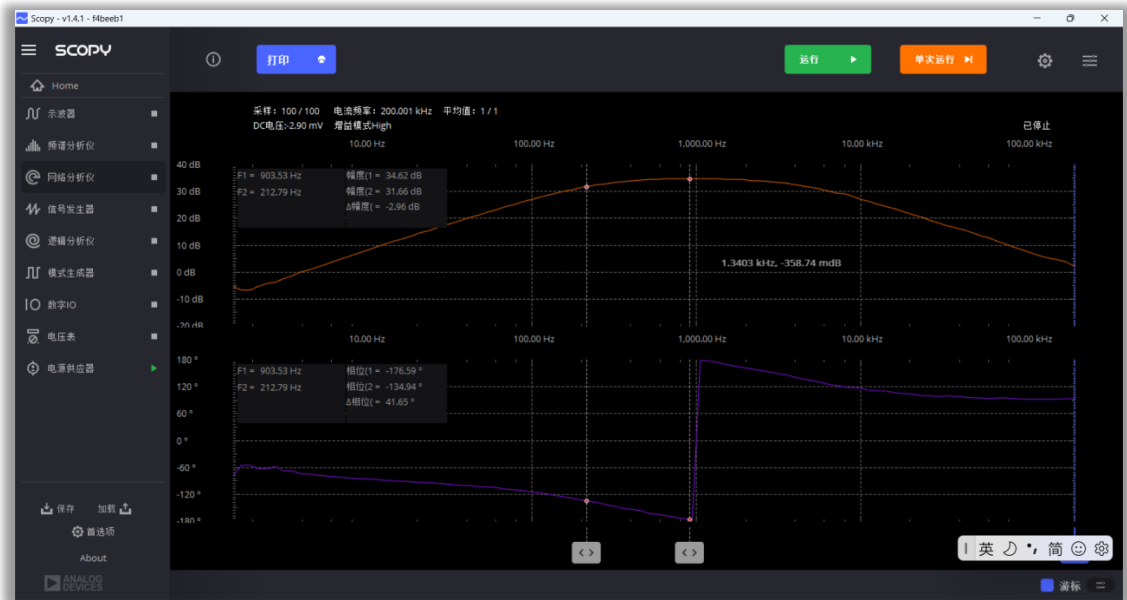 Scopy - v1.4.1 - f4beeb1
SCOPY
打印
运行
单次运行
Home
示波器
频谱分析仪
网络分析仪
信号发生器
逻辑分析仪
模式生成器
数字IO
电压表
电源供应器
保存 加载
首选项
About
ANALOG
DEVICES
采样: 100 / 100 电流频率: 200.001 kHz 平均值: 1 / 1
DC电压:-2.90 mV 增益模式High
已停止
10.00 Hz 100.00 Hz 1,000.00 Hz 10.00 kHz 100.00 kHz
40 dB
30 dB
20 dB
10 dB
0 dB
-10 dB
-20 dB
F1 = 903.53 Hz 幅度(1 = 34.62 dB
F2 = 212.79 Hz 幅度(2 = 31.66 dB
Δ幅度( = -2.96 dB
1.3403 kHz, -358.74 mdB
10.00 Hz 100.00 Hz 1,000.00 Hz 10.00 kHz 100.00 kHz
180 °
120 °
60 °
0 °
-60 °
-120 °
-180 °
F1 = 903.53 Hz 相位(1 = -176.59 °
F2 = 212.79 Hz 相位(2 = -134.94 °
Δ相位( = 41.65 °
英 简
游标